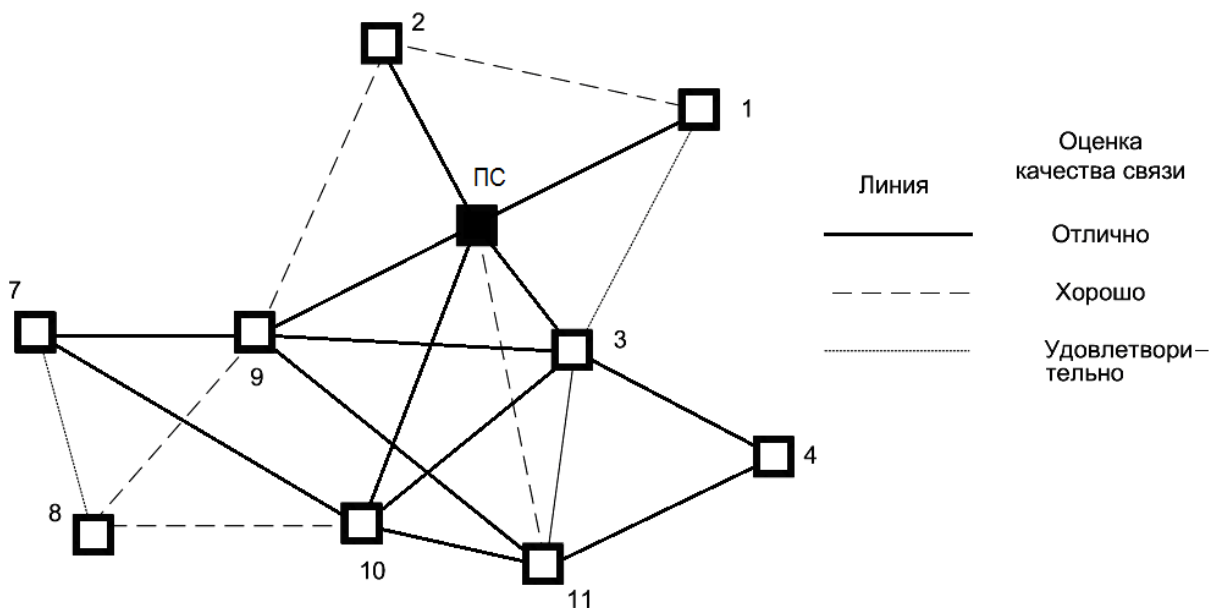 2
1
ПС
7
9
3
4
8
10
11
Оценка
качества связи
Линия
Отлично
Хорошо
Удовлетвори–
тельно